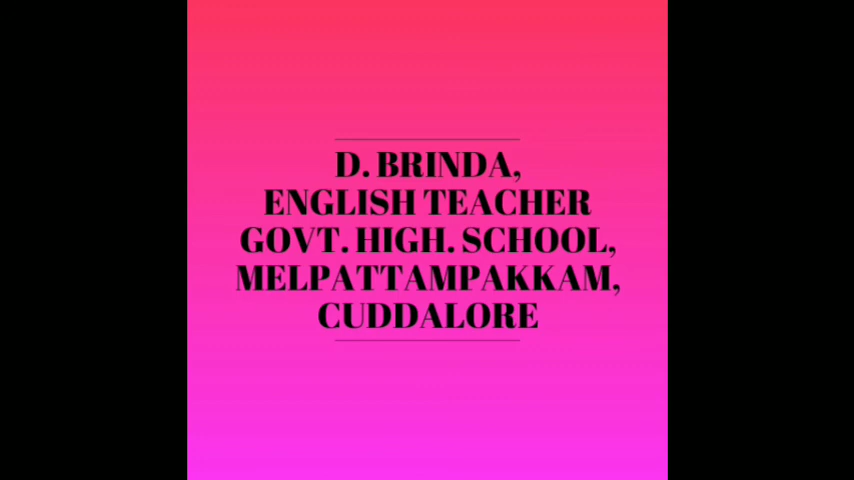 D. BRINDA,
ENGLISH TEACHER
GOVT. HIGH. SCHOOL,
MELPATTAMPAKKAM,
CUDDALORE